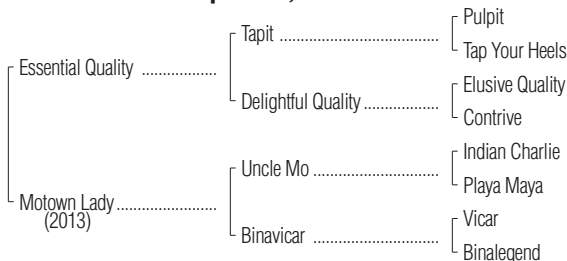 Pulpit
Tapit ....................................
Tap Your Heels
Essential Quality .................
Elusive Quality
Delightful Quality .................
Contrive
Indian Charlie
Uncle Mo ............................
Playa Maya
Motown Lady ......................
(2013)
Vicar
Binavicar ............................
Binalegend